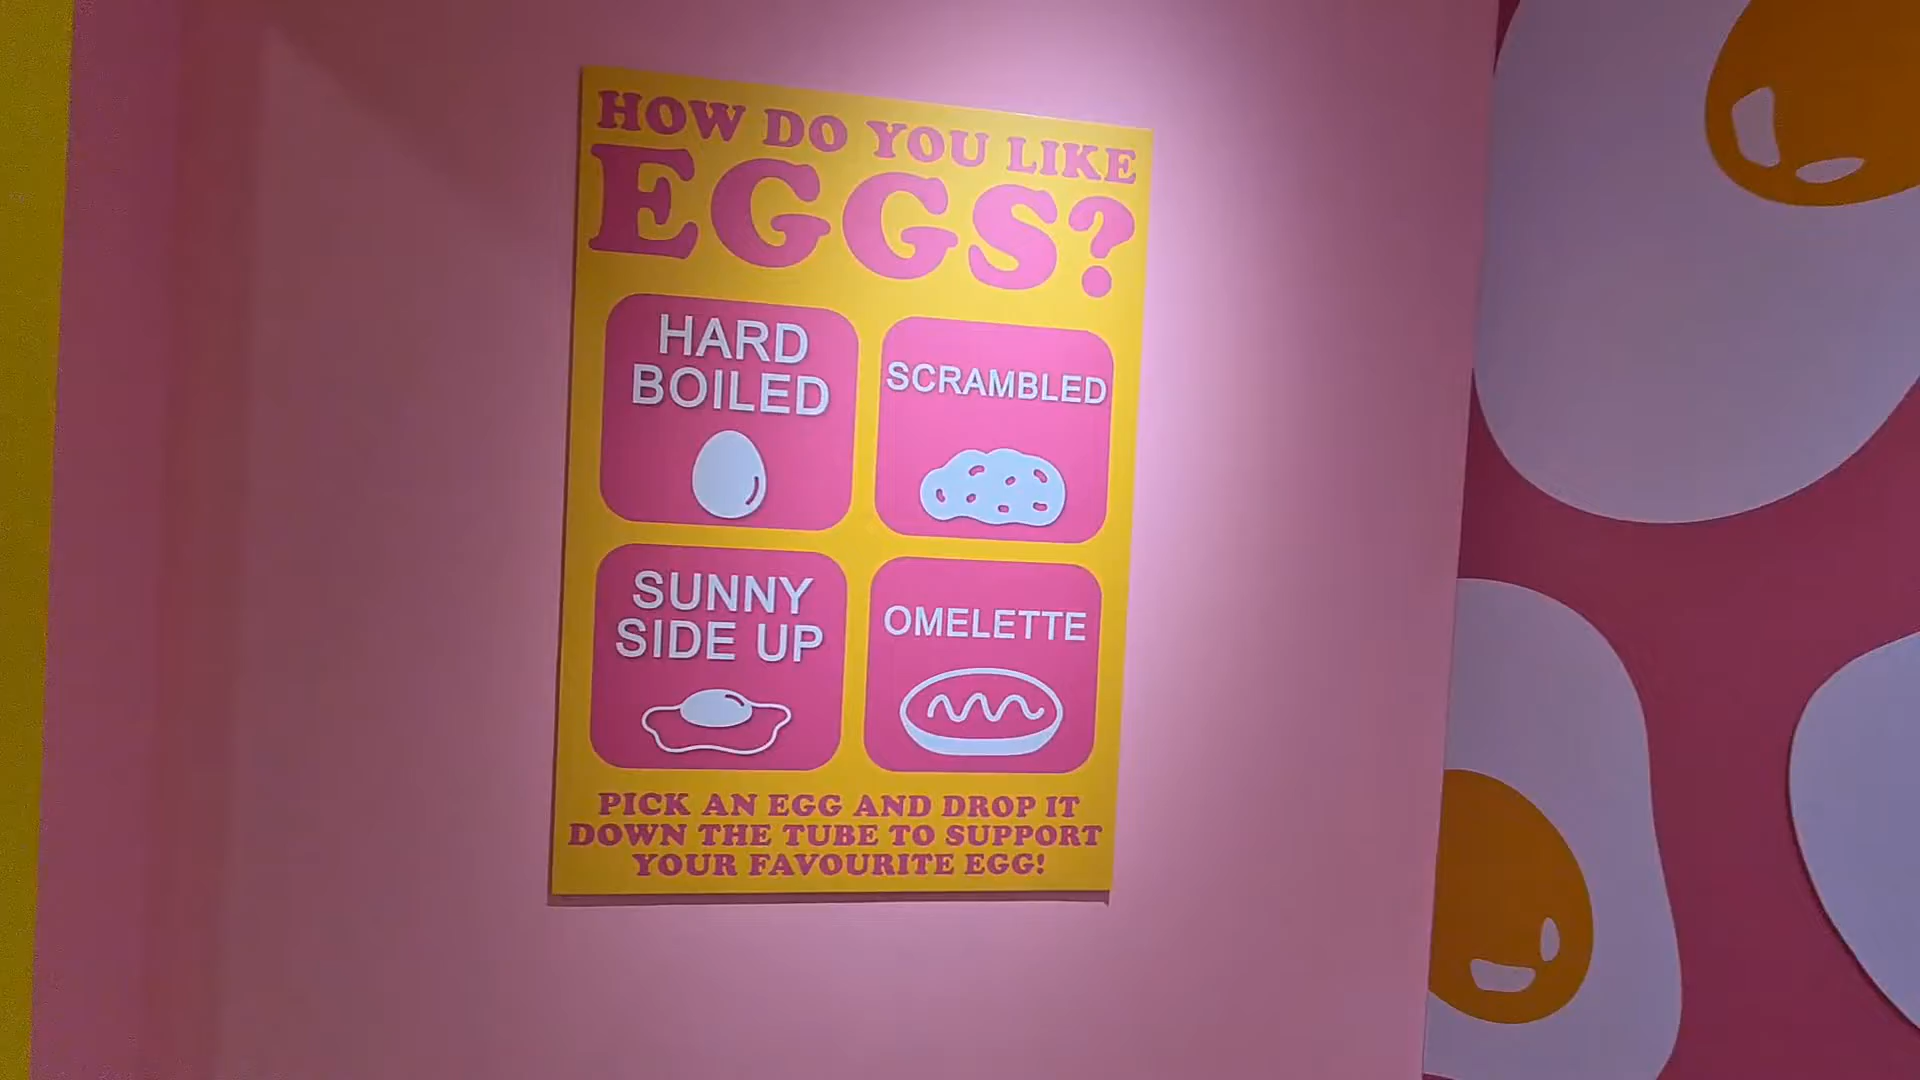 HOW DO YOU LIKE
EGGS?
HARD
BOILED
SCRAMBLED
SUNNY
SIDE UP
OMELETTE
PICK AN EGG AND DROP IT
DOWN THE TUBE TO SUPPORT
YOUR FAVOURITE EGG!